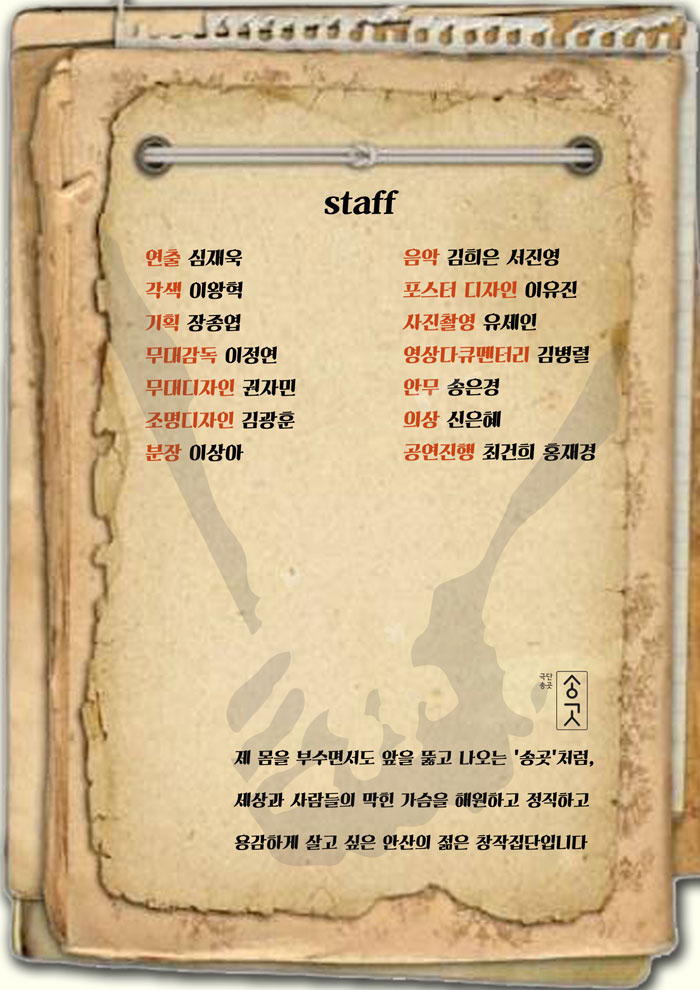 staff
연출 심재욱
각색 이왕혁
기획 장종엽
무대감독 이정연
무대디자인 권자민
조명디자인 김광훈
분장 이상아
음악 김희은 서진영
포스터 디자인 이유진
사진촬영 유세인
영상다큐멘터리 김병렬
안무 송은경
의상 신은혜
공연진행 최건희 홍재경
극단
송곳
송곳
제 몸을 부수면서도 앞을 뚫고 나오는 '송곳'처럼,
세상과 사람들의 막힌 가슴을 해원하고 정직하고
용감하게 살고 싶은 안산의 젊은 창작집단입니다